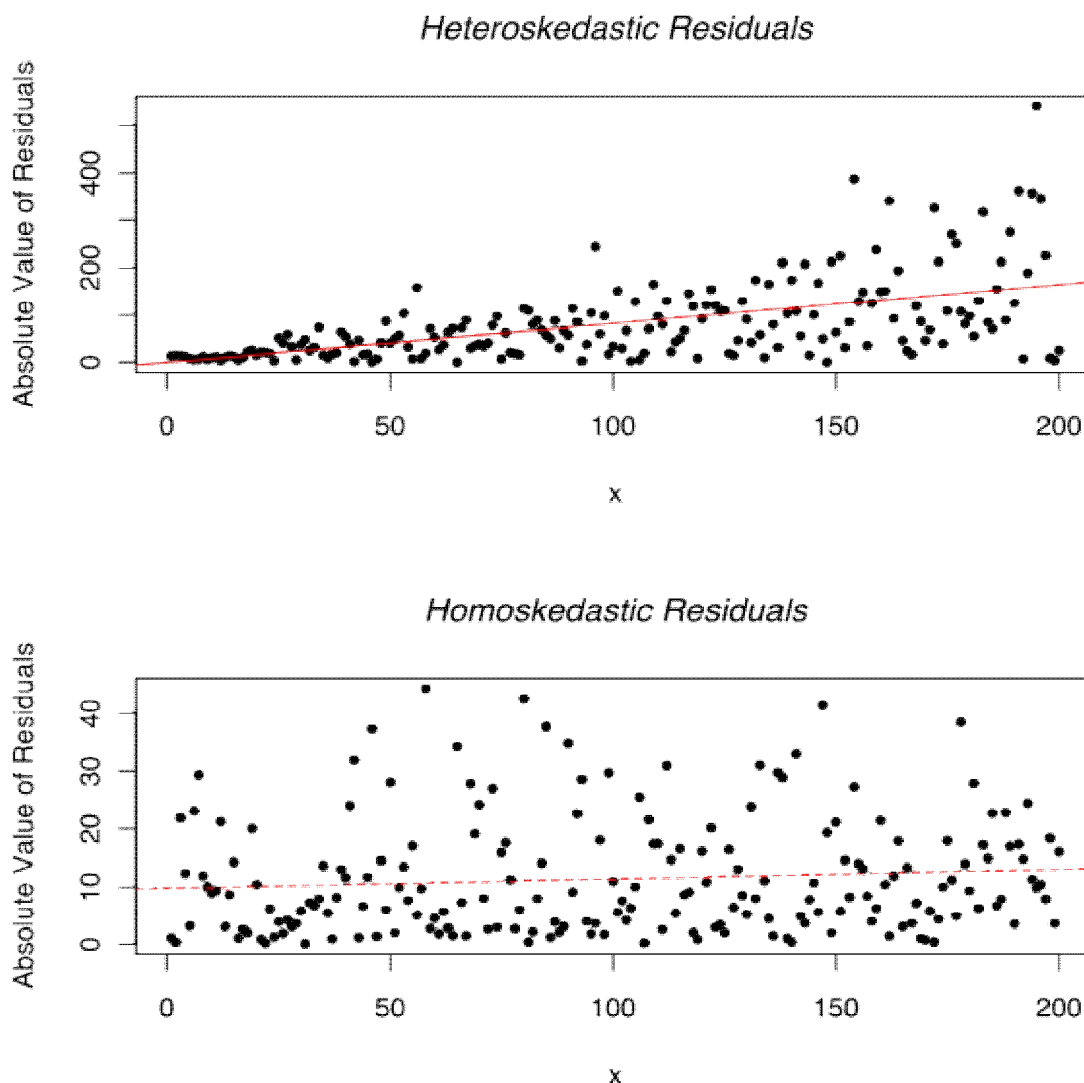 Heteroskedastic Residuals
Absolute Value of Residuals
400
200
0
0 50 100 150 200
x
Homoskedastic Residuals
Absolute Value of Residuals
40
30
20
10
0
0 50 100 150 200
x